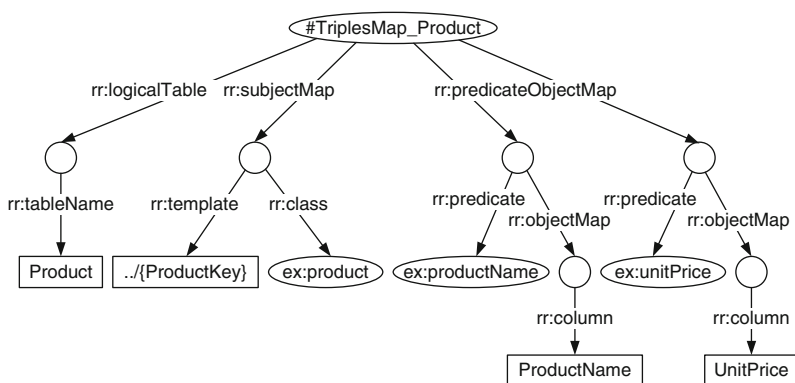 #TriplesMap_Product
rr:logicalTable rr:subjectMap rr:predicateObjectMap
rr:tableName rr:template rr:class rr:predicate rr:objectMap rr:predicate rr:objectMap
Product ../{ProductKey} ex:product ex:productName ex:unitPrice
rr:column rr:column
ProductName UnitPrice